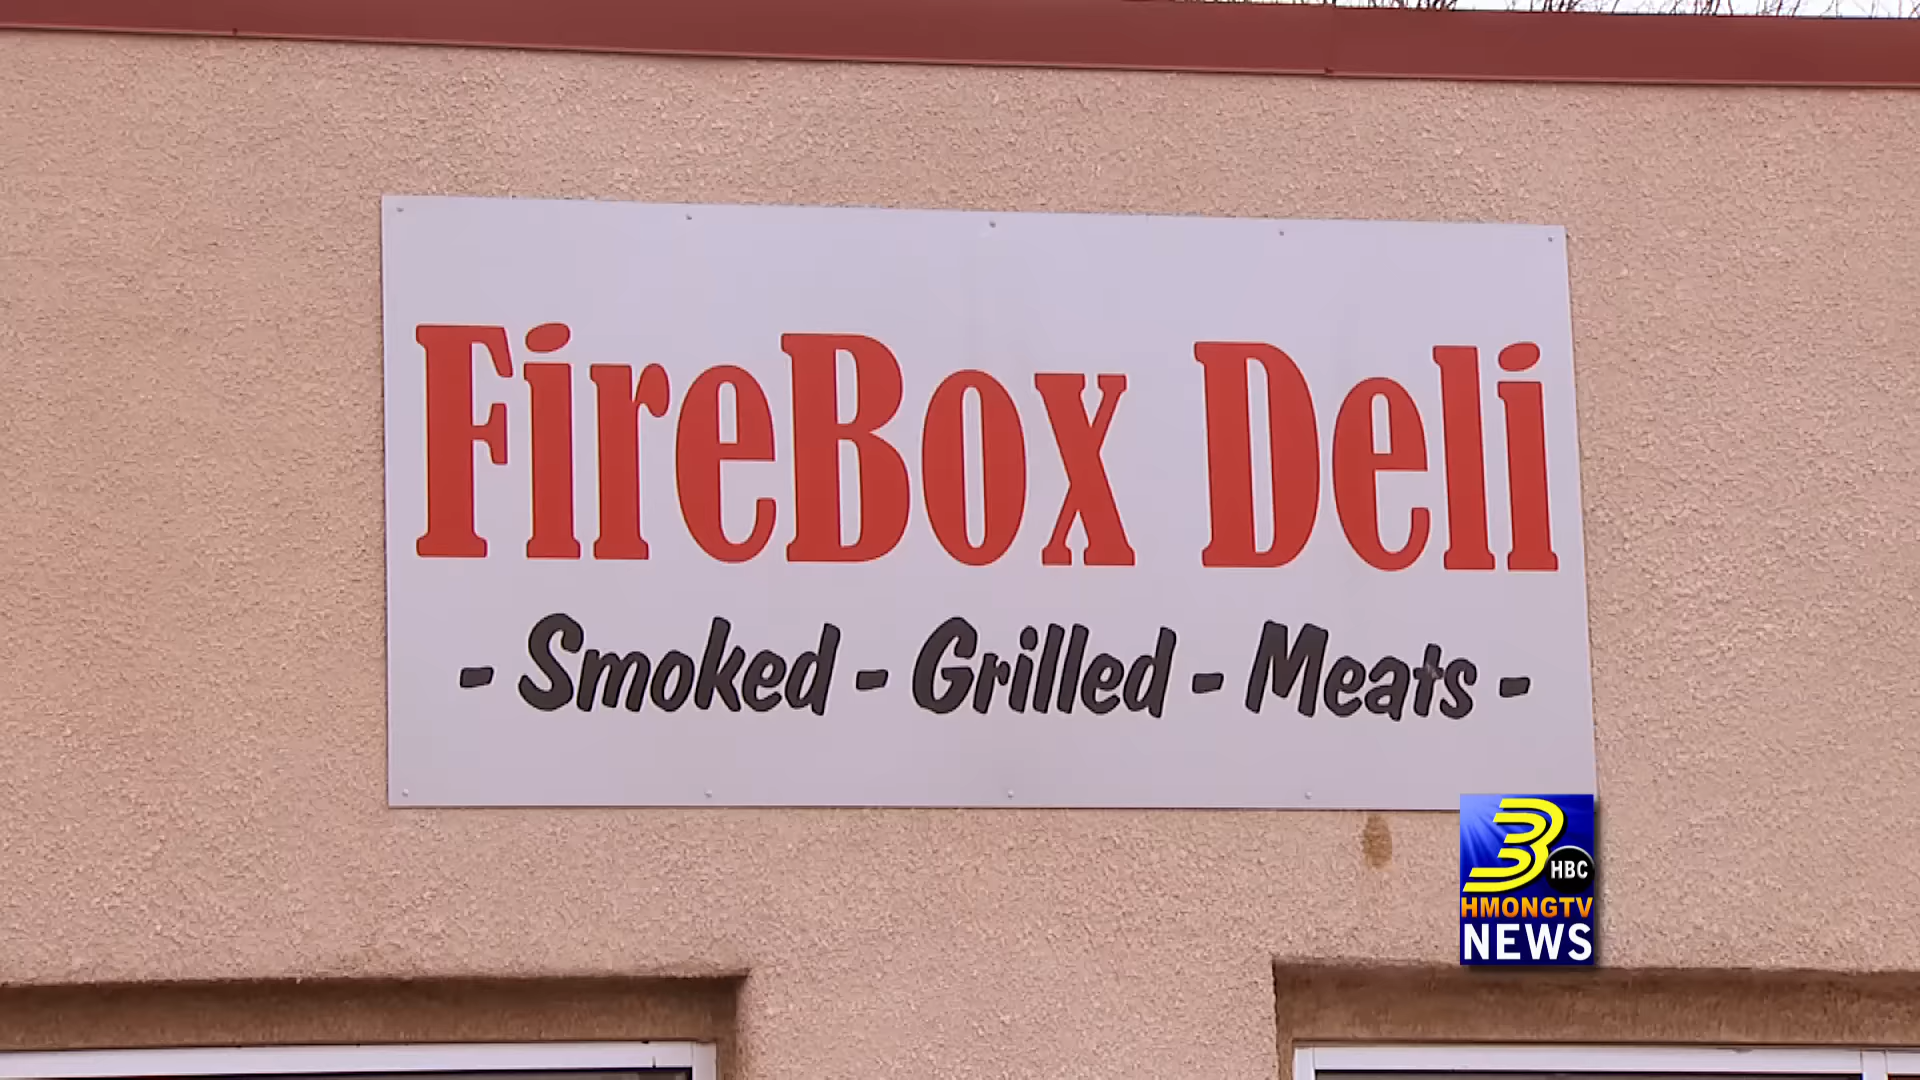 FireBox Deli
- Smoked - Grilled - Meats -
3
HBC
HMONGTV
NEWS